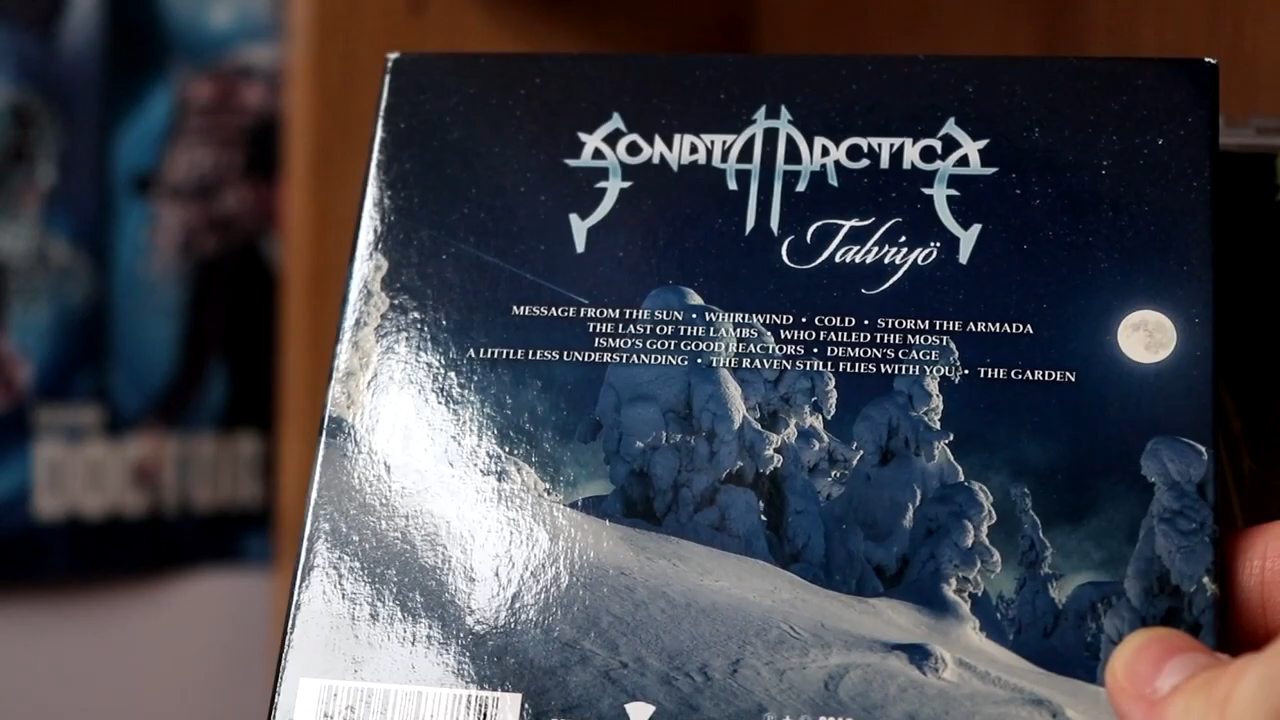 SONATA ARCTICA
Talviyö
MESSAGE FROM THE SUN • WHIRLWIND • COLD • STORM THE ARMADA
THE LAST OF THE LAMBS • WHO FAILED THE MOST
ISMO'S GOT GOOD REACTORS • DEMON'S CAGE
A LITTLE LESS UNDERSTANDING • THE RAVEN STILL FLIES WITH YOU • THE GARDEN
DOCTOR